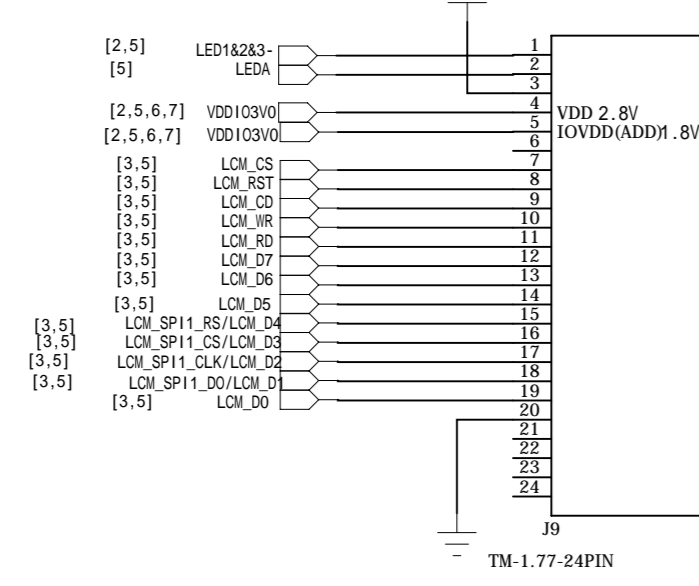 [2,5] LED1&2&3- 1
[5] LEDA 2
3
[2,5,6,7] VDDIO3V0 4 VDD 2.8V
[2,5,6,7] VDDIO3V0 5 IOVDD(ADD)1.8V
6
[3,5] LCM_CS 7
[3,5] LCM_RST 8
[3,5] LCM_CD 9
[3,5] LCM_WR 10
[3,5] LCM_RD 11
[3,5] LCM_D7 12
[3,5] LCM_D6 13
[3,5] LCM_D5 14
[3,5] LCM_SPI1_RS/LCM_D4 15
[3,5] LCM_SPI1_CS/LCM_D3 16
[3,5] LCM_SPI1_CLK/LCM_D2 17
[3,5] LCM_SPI1_DO/LCM_D1 18
[3,5] LCM_DO 19
20
21
22
23
24
J9
TM-1.77-24PIN